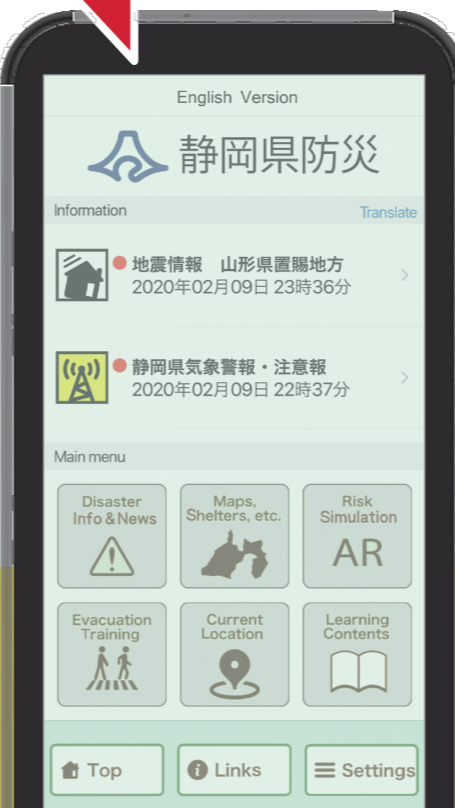 English Version
静岡県防災
Information
Translate
地震情報　山形県置賜地方
2020年02月09日 23時36分
静岡県気象警報・注意報
2020年02月09日 22時37分
Main menu
Disaster
Info & News
Maps,
Shelters, etc.
Risk
Simulation
AR
Evacuation
Training
Current
Location
Learning
Contents
Top
Links
Settings